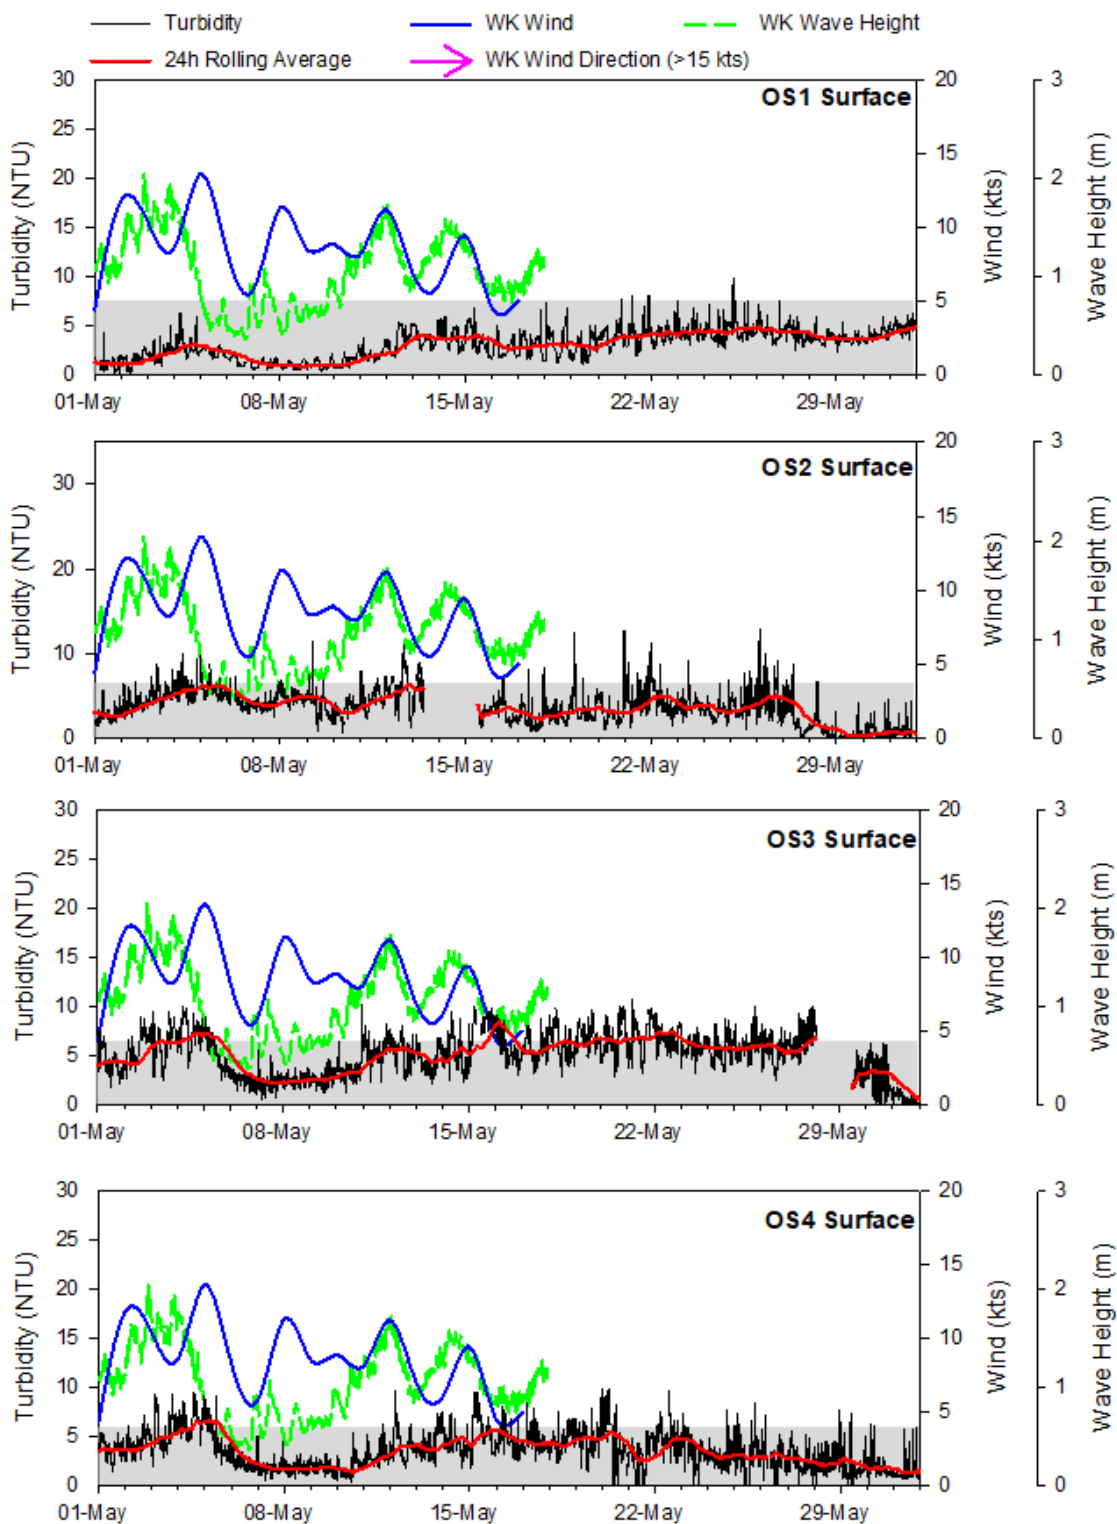 Turbidity WK Wind WK Wave Height
24h Rolling Average WK Wind Direction (>15 kts)
OS1 Surface
Turbidity (NTU)
30
25
20
15
10
5
0
01-May 08-May 15-May 22-May 29-May
20
15
10
5
0
Wind (kts)
3
2
1
0
Wave Height (m)
OS2 Surface
Turbidity (NTU)
30
20
10
0
01-May 08-May 15-May 22-May 29-May
20
15
10
5
0
Wind (kts)
3
2
1
0
Wave Height (m)
OS3 Surface
Turbidity (NTU)
30
25
20
15
10
5
0
01-May 08-May 15-May 22-May 29-May
20
15
10
5
0
Wind (kts)
3
2
1
0
Wave Height (m)
OS4 Surface
Turbidity (NTU)
30
25
20
15
10
5
0
01-May 08-May 15-May 22-May 29-May
20
15
10
5
0
Wind (kts)
3
2
1
0
Wave Height (m)